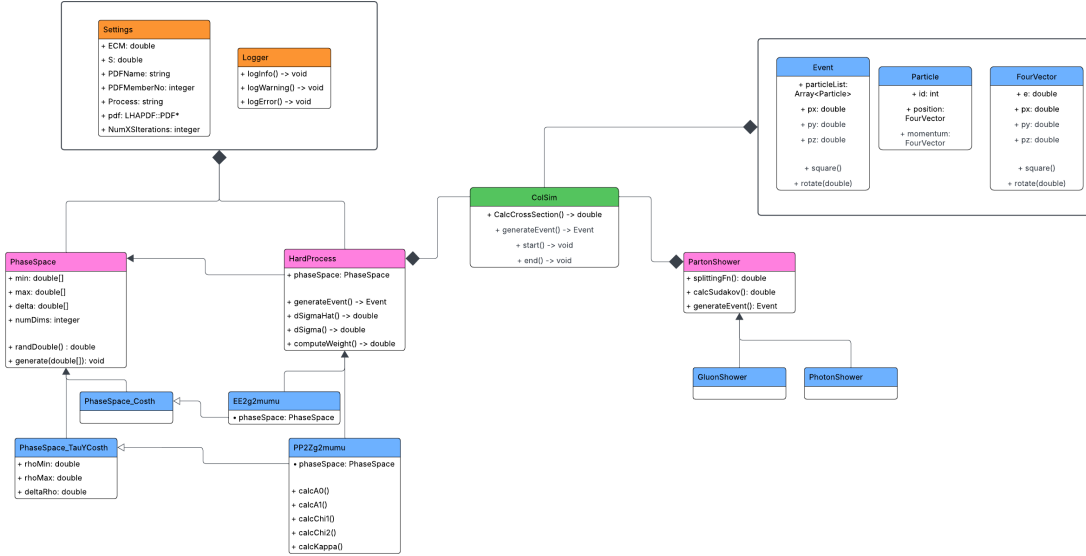 Settings
+ ECM: double
+ S: double
+ PDFName: string
+ PDFMemberNo: integer
+ Process: string
+ pdf: LHAPDF::PDF*
+ NumXSIterations: integer
Logger
+ logInfo() -> void
+ logWarning() -> void
+ logError() -> void
Event
+ particleList:
Array<Particle>
+ px: double
+ py: double
+ pz: double
+ square()
+ rotate(double)
Particle
+ id: int
+ position:
FourVector
+ momentum:
FourVector
FourVector
+ e: double
+ px: double
+ py: double
+ pz: double
+ square()
+ rotate(double)
ColSim
+ CalcCrossSection() -> double
+ generateEvent() -> Event
+ start() -> void
+ end() -> void
PhaseSpace
+ min: double[]
+ max: double[]
+ delta: double[]
+ numDims: integer
+ randDouble() : double
+ generate(double[]): void
HardProcess
+ phaseSpace: PhaseSpace
+ generateEvent() -> Event
+ dSigmaHat() -> double
+ dSigma() -> double
+ computeWeight() -> double
PartonShower
+ splittingFn(): double
+ calcSudakov(): double
+ generateEvent(): Event
GluonShower
PhotonShower
PhaseSpace_Costh
EE2g2mumu
• phaseSpace: PhaseSpace
PhaseSpace_TauYCosth
+ rhoMin: double
+ rhoMax: double
+ deltaRho: double
PP2Zg2mumu
• phaseSpace: PhaseSpace
+ calcA0()
+ calcA1()
+ calcChi1()
+ calcChi2()
+ calcKappa()